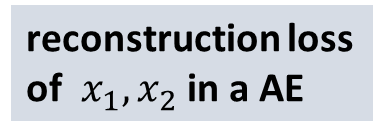 reconstruction loss
of x₁, x₂ in a AE